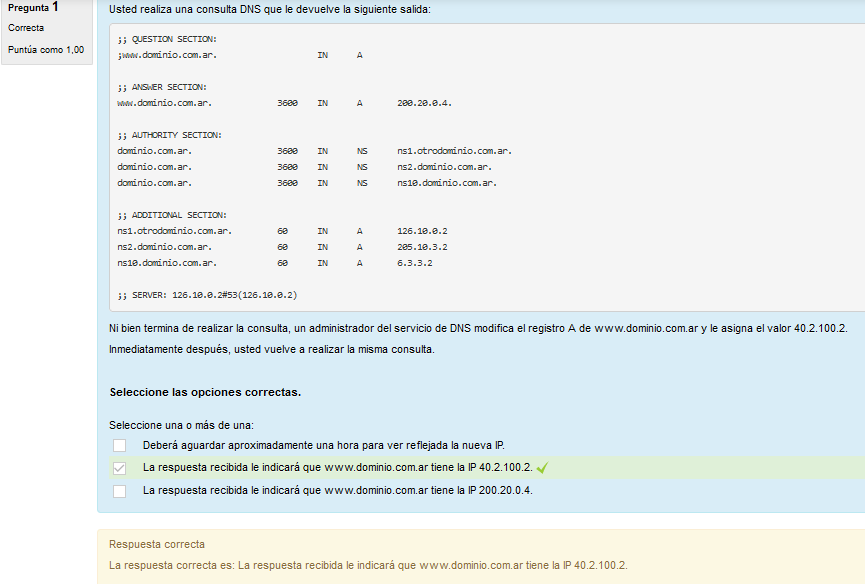 Pregunta 1
Correcta
Puntúa como 1,00
Usted realiza una consulta DNS que le devuelve la siguiente salida:
;; QUESTION SECTION:
;www.dominio.com.ar. IN A
;; ANSWER SECTION:
www.dominio.com.ar. 3600 IN A 200.20.0.4.
;; AUTHORITY SECTION:
dominio.com.ar. 3600 IN NS ns1.otrodominio.com.ar.
dominio.com.ar. 3600 IN NS ns2.dominio.com.ar.
dominio.com.ar. 3600 IN NS ns10.dominio.com.ar.
;; ADDITIONAL SECTION:
ns1.otrodominio.com.ar. 60 IN A 126.10.0.2
ns2.dominio.com.ar. 60 IN A 205.10.3.2
ns10.dominio.com.ar. 60 IN A 6.3.3.2
;; SERVER: 126.10.0.2#53(126.10.0.2)
Ni bien termina de realizar la consulta, un administrador del servicio de DNS modifica el registro A de www.dominio.com.ar y le asigna el valor 40.2.100.2.
Inmediatamente después, usted vuelve a realizar la misma consulta.
Seleccione las opciones correctas.
Seleccione una o más de una:
Deberá aguardar aproximadamente una hora para ver reflejada la nueva IP.
La respuesta recibida le indicará que www.dominio.com.ar tiene la IP 40.2.100.2.
La respuesta recibida le indicará que www.dominio.com.ar tiene la IP 200.20.0.4.
Respuesta correcta
La respuesta correcta es: La respuesta recibida le indicará que www.dominio.com.ar tiene la IP 40.2.100.2.